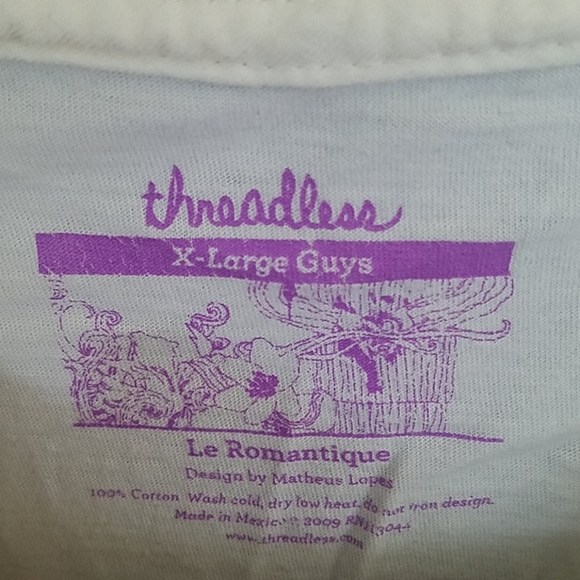 threadless
X-Large Guys
Le Romantique
Design by Matheus Lopes
100% Cotton Wash cold, dry low heat, do not iron design.
Made in Mexico © 2009
www.threadless.com